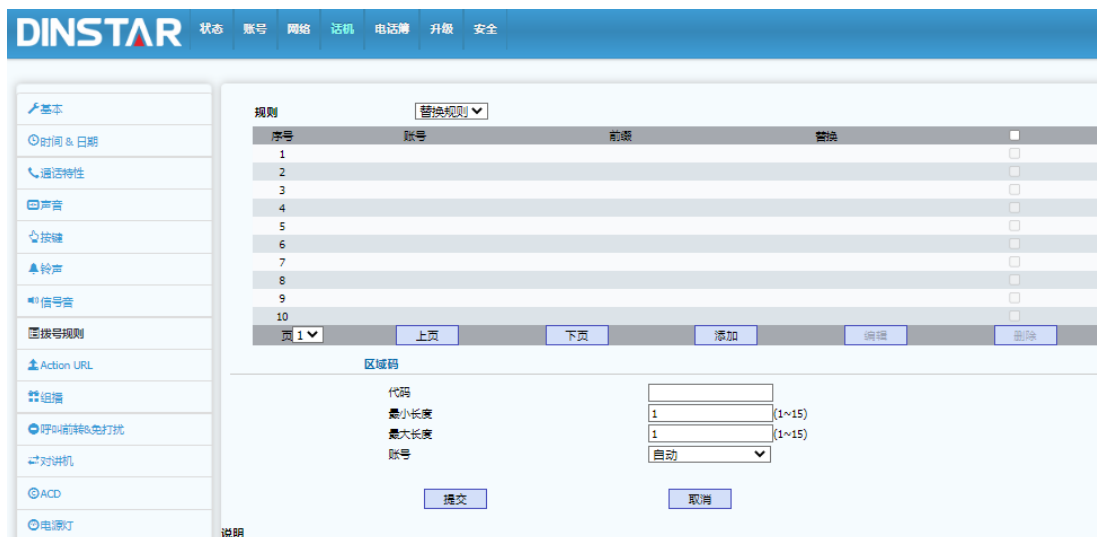 DINSTAR 状态 账号 网络 话机 电话簿 升级 安全
基本
时间 & 日期
通话特性
声音
按键
铃声
信号音
拨号规则
Action URL
组播
呼叫前转&免打扰
对讲机
ACD
电源灯
规则 替换规则
序号 账号 前缀 替换
1
2
3
4
5
6
7
8
9
10
页 1 上页 下页 添加 编辑 删除
区域码
代码
最小长度 1 (1~15)
最大长度 1 (1~15)
账号 自动
提交 取消
说明